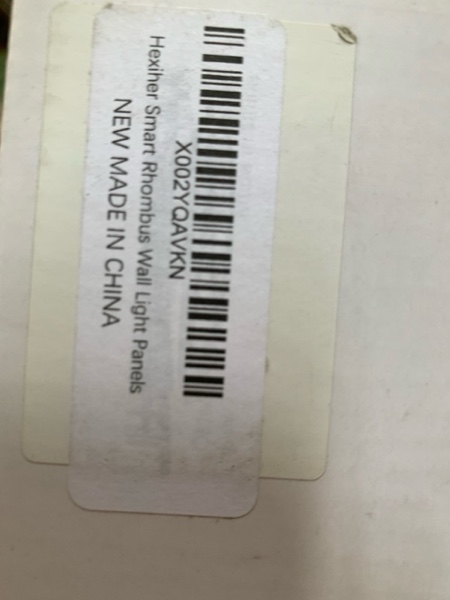 X002YQAVKN
Hexiher Smart Rhombus Wall Light Panels
NEW MADE IN CHINA